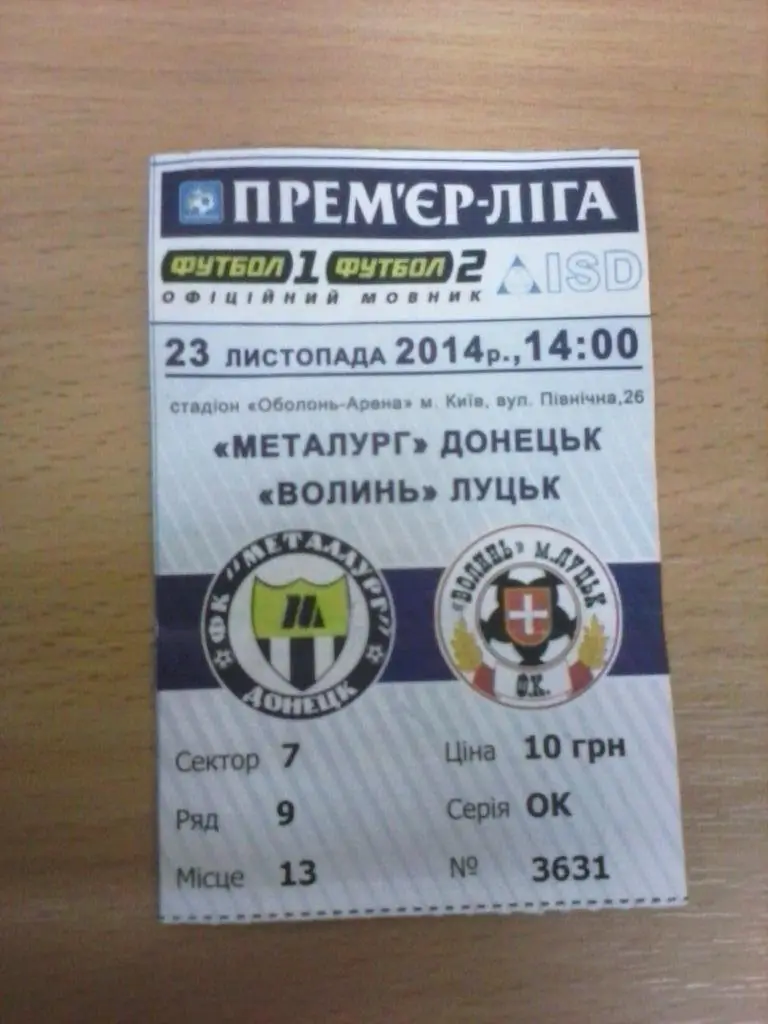 ПРЕМ'ЄР-ЛІГА
ФУТБОЛ 1 ФУТБОЛ 2
ОФІЦІЙНИЙ МОВНИК
ISD
23 ЛИСТОПАДА 2014р.,14:00
стадіон «Оболонь-Арена» м. Київ, вул. Північна,26
«МЕТАЛУРГ» ДОНЕЦЬК
«ВОЛИНЬ» ЛУЦЬК
ФК "МЕТАЛЛУРГ"
ДОНЕЦК
«ВОЛИНЬ» М.ЛУЦЬК
Ф.К.
Сектор 7
Ціна 10 грн
Ряд 9
Серія ОК
Місце 13
№ 3631